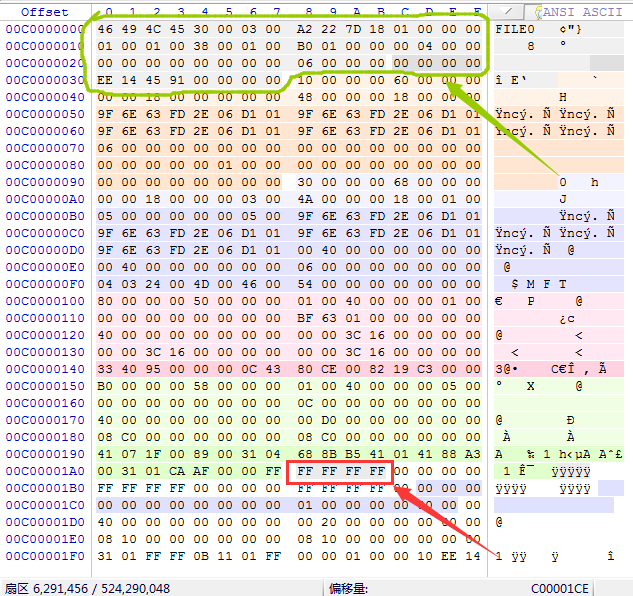 Offset 0 1 2 3 4 5 6 7 8 9 A B C D E F ANSI ASCII
00C0000000 46 49 4C 45 30 00 03 00 A2 22 7D 18 01 00 00 00 FILE0 ¢"}
00C0000010 01 00 01 00 38 00 01 00 B0 01 00 00 00 04 00 00 8 °
00C0000020 00 00 00 00 00 00 00 00 06 00 00 00 00 00 00 00
00C0000030 EE 14 45 91 00 00 00 00 10 00 00 00 60 00 00 00 î E‘ `
00C0000040 00 00 18 00 00 00 00 00 48 00 00 00 18 00 00 00 H
00C0000050 9F 6E 63 FD 2E 06 D1 01 9F 6E 63 FD 2E 06 D1 01 Ÿncý. Ñ Ÿncý. Ñ
00C0000060 9F 6E 63 FD 2E 06 D1 01 9F 6E 63 FD 2E 06 D1 01 Ÿncý. Ñ Ÿncý. Ñ
00C0000070 06 00 00 00 00 00 00 00 00 00 00 00 00 00 00 00
00C0000080 00 00 00 00 00 01 00 00 00 00 00 00 00 00 00 00
00C0000090 00 00 00 00 00 00 00 00 30 00 00 00 68 00 00 00 0 h
00C00000A0 00 00 18 00 00 00 03 00 4A 00 00 00 18 00 01 00 J
00C00000B0 05 00 00 00 00 00 05 00 9F 6E 63 FD 2E 06 D1 01 Ÿncý. Ñ
00C00000C0 9F 6E 63 FD 2E 06 D1 01 9F 6E 63 FD 2E 06 D1 01 Ÿncý. Ñ Ÿncý. Ñ
00C00000D0 9F 6E 63 FD 2E 06 D1 01 00 40 00 00 00 00 00 00 Ÿncý. Ñ @
00C00000E0 00 40 00 00 00 00 00 00 06 00 00 00 00 00 00 00 @
00C00000F0 04 03 24 00 4D 00 46 00 54 00 00 00 00 00 00 00 $ M F T
00C0000100 80 00 00 00 50 00 00 00 01 00 40 00 00 00 01 00 € P @
00C0000110 00 00 00 00 00 00 00 00 BF 63 01 00 00 00 00 00 ¿c
00C0000120 40 00 00 00 00 00 00 00 00 00 3C 16 00 00 00 00 @ <
00C0000130 00 00 3C 16 00 00 00 00 00 00 3C 16 00 00 00 00 < <
00C0000140 33 40 95 00 00 00 0C 43 80 CE 00 82 19 C3 00 00 3@• C€Î ‚ Ã
00C0000150 B0 00 00 00 58 00 00 00 01 00 40 00 00 00 05 00 ° X @
00C0000160 00 00 00 00 00 00 00 00 0C 00 00 00 00 00 00 00
00C0000170 40 00 00 00 00 00 00 00 00 D0 00 00 00 00 00 00 @ Ð
00C0000180 08 C0 00 00 00 00 00 00 08 C0 00 00 00 00 00 00 À À
00C0000190 41 07 1F 00 89 00 31 04 68 8B B5 41 01 41 88 A3 A ‰ 1 h‹µA Aˆ£
00C00001A0 00 31 01 CA AF 00 00 FF FF FF FF FF 00 00 00 00 1 Ê¯ ÿÿÿÿÿ
00C00001B0 FF FF FF FF 00 00 00 00 FF FF FF FF 00 00 00 00 ÿÿÿÿ ÿÿÿÿ
00C00001C0 00 00 00 00 00 00 00 00 01 00 00 00 00 00 00 00
00C00001D0 40 00 00 00 00 00 00 00 00 20 00 00 00 00 00 00 @
00C00001E0 08 10 00 00 00 00 00 00 08 10 00 00 00 00 00 00
00C00001F0 31 01 FF FF 0B 11 01 FF 00 00 01 00 00 10 EE 14 1 ÿÿ ÿ î
扇区 6,291,456 / 524,290,048 偏移量: C00001CE